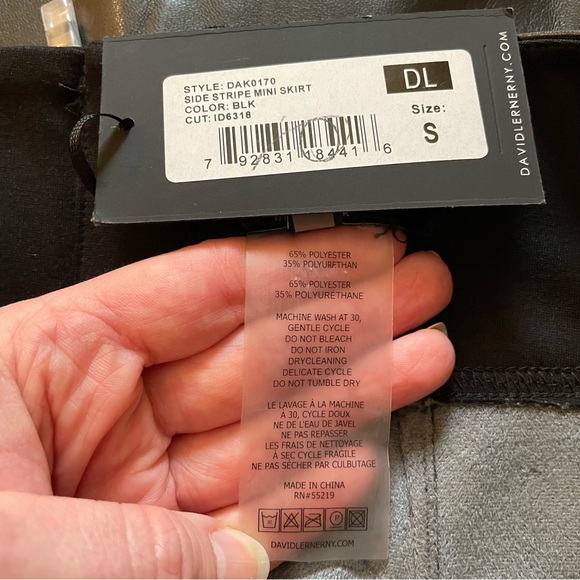 STYLE: DAK0170
SIDE STRIPE MINI SKIRT
COLOR: BLK
CUT: ID6318
7 92831 18441 6
DL
Size:
S
DAVIDLERNERNY.COM
65% POLYESTER
35% POLYURFTHAN
65% POLYESTER
35% POLYURETHANE
MACHINE WASH AT 30,
GENTLE CYCLE
DO NOT BLEACH
DO NOT IRON
DRYCLEANING
DELICATE CYCLE
DO NOT TUMBLE DRY
LE LAVAGE À LA MACHINE
À 30, CYCLE DOUX
NE DE L'EAU DE JAVEL
NE PAS REPASSER
LES FRAIS DE NETTOYAGE
À SEC CYCLE FRAGILE
NE PAS SÉCHER PAR CULBUTAGE
MADE IN CHINA
RN#55219
DAVIDLERNERNY.COM